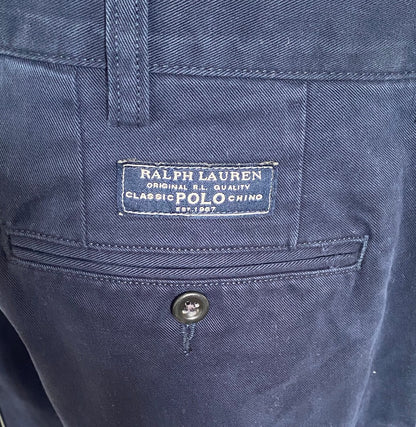 RALPH LAUREN
ORIGINAL R.L. QUALITY
CLASSIC POLO CHINO
EST. 1967